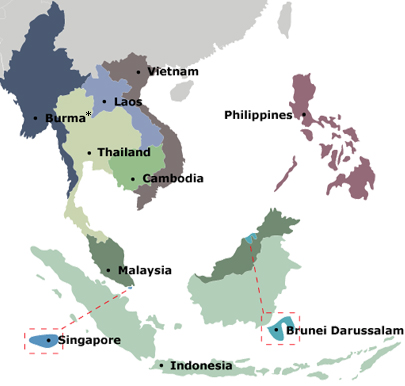 Vietnam
Laos
Burma*
Philippines
Thailand
Cambodia
Malaysia
Brunei Darussalam
Singapore
Indonesia